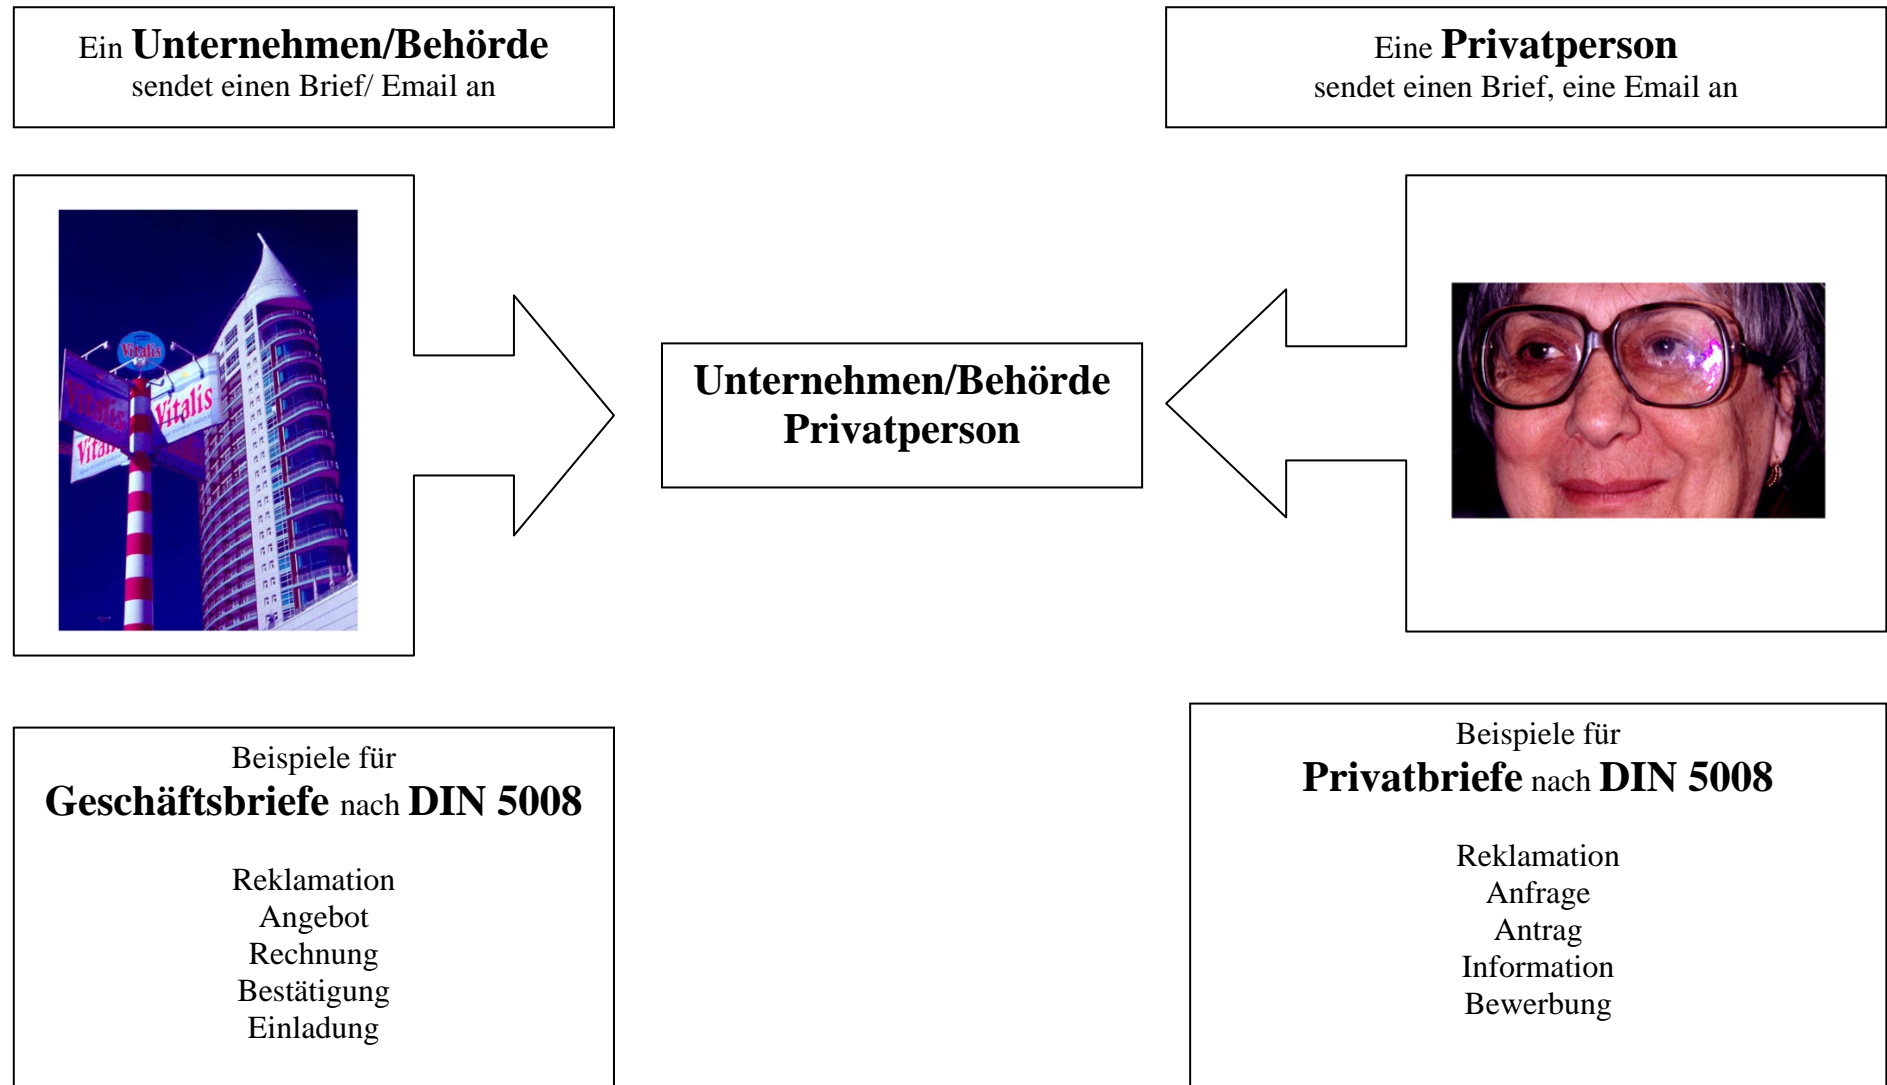 Ein Unternehmen/Behörde
sendet einen Brief/ Email an
Eine Privatperson
sendet einen Brief, eine Email an
Vitalis
Vitalis
Vitalis
Vitalis
Unternehmen/Behörde
Privatperson
Beispiele für
Geschäftsbriefe nach DIN 5008
Reklamation
Angebot
Rechnung
Bestätigung
Einladung
Beispiele für
Privatbriefe nach DIN 5008
Reklamation
Anfrage
Antrag
Information
Bewerbung